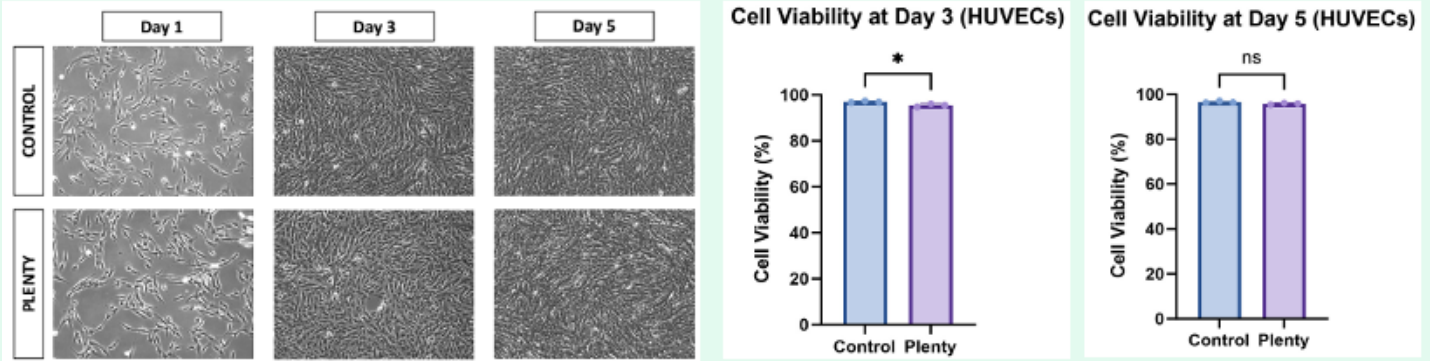 Day 1
Day 3
Day 5
CONTROL
PLENTY
Cell Viability at Day 3 (HUVECs)
*
Cell Viability (%)
100
80
60
40
20
0
Control Plenty
Cell Viability at Day 5 (HUVECs)
ns
Cell Viability (%)
100
80
60
40
20
0
Control Plenty